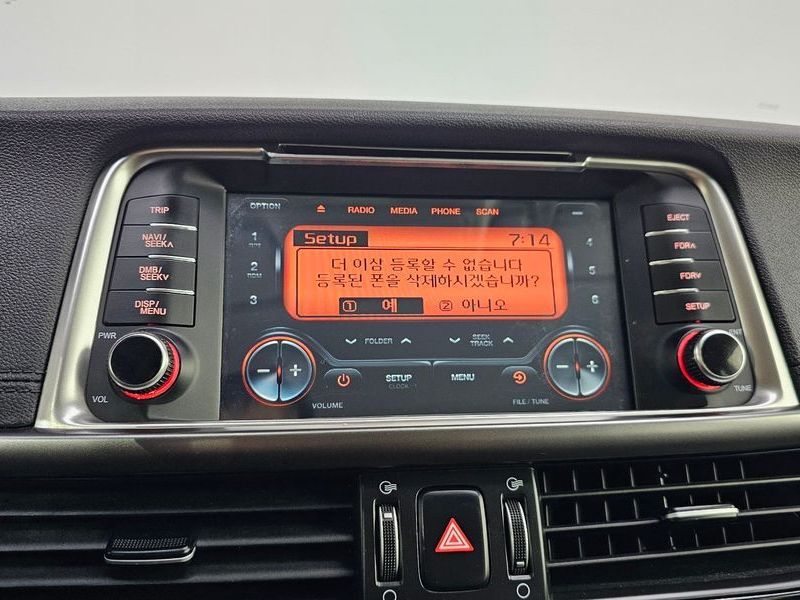 OPTION RADIO MEDIA PHONE SCAN
TRIP
NAVI/
SEEK∧
DMB/
SEEK∨
DISP/
MENU
PWR
VOL
1
2
3
Setup 7:14
더 이상 등록할 수 없습니다
등록된 폰을 삭제하시겠습니까?
① 예 ② 아니오
4
5
6
EJECT
FDR∧
FDR∨
SETUP
ENT
TUNE
∨ FOLDER ∧
∨ SEEK TRACK ∧
− +
SETUP
CLOCK
MENU
− +
VOLUME
FILE / TUNE